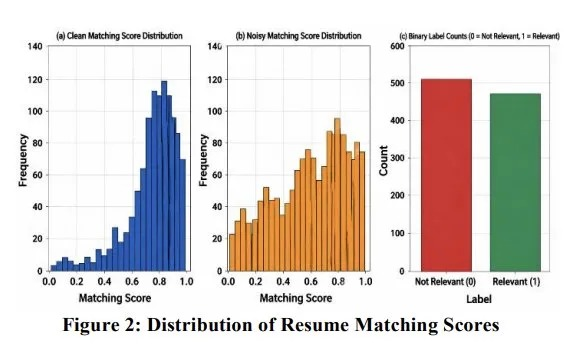 (a) Clean Matching Score Distribution
140
120
100
80
60
40
20
0
Frequency
0.0 0.2 0.4 0.6 0.8 1.0
Matching Score
(b) Noisy Matching Score Distribution
140
120
100
80
60
40
20
0
Frequency
0.0 0.2 0.4 0.6 0.8 1.0
Matching Score
(c) Binary Label Counts (0 = Not Relevant, 1 = Relevant)
600
500
400
300
200
100
0
Count
Not Relevant (0) Relevant (1)
Label
Figure 2: Distribution of Resume Matching Scores